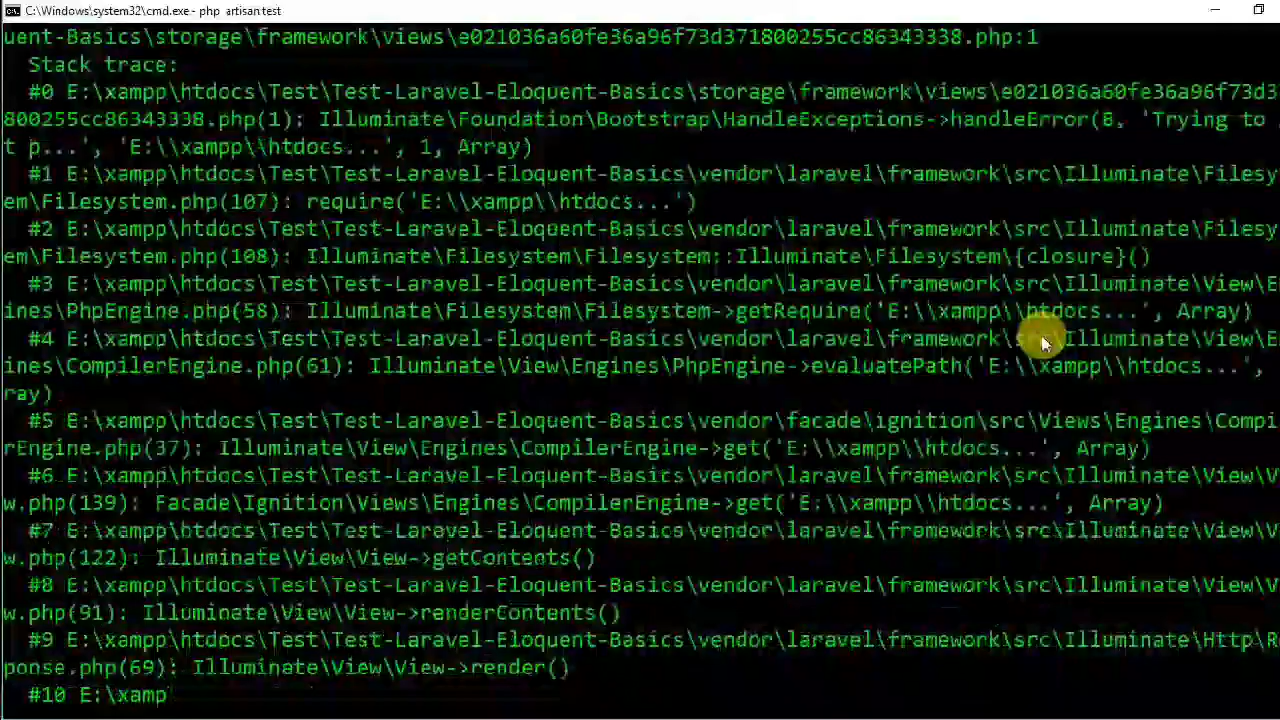 C:\Windows\system32\cmd.exe - php artisan test
uent-Basics\storage\framework\views\e021036a60fe36a96f73d371800255cc86343338.php:1
Stack trace:
#0 E:\xampp\htdocs\Test\Test-Laravel-Eloquent-Basics\storage\framework\views\e021036a60fe36a96f73d3
800255cc86343338.php(1): Illuminate\Foundation\Bootstrap\HandleExceptions->handleError(8, 'Trying to
t p...', 'E:\\xampp\\htdocs...', 1, Array)
#1 E:\xampp\htdocs\Test\Test-Laravel-Eloquent-Basics\vendor\laravel\framework\src\Illuminate\Filesy
em\Filesystem.php(107): require('E:\\xampp\\htdocs...')
#2 E:\xampp\htdocs\Test\Test-Laravel-Eloquent-Basics\vendor\laravel\framework\src\Illuminate\Filesy
em\Filesystem.php(108): Illuminate\Filesystem\Filesystem::Illuminate\Filesystem\{closure}()
#3 E:\xampp\htdocs\Test\Test-Laravel-Eloquent-Basics\vendor\laravel\framework\src\Illuminate\View\E
ines\PhpEngine.php(58): Illuminate\Filesystem\Filesystem->getRequire('E:\\xampp\\htdocs...', Array)
#4 E:\xampp\htdocs\Test\Test-Laravel-Eloquent-Basics\vendor\laravel\framework\src\Illuminate\View\E
ines\CompilerEngine.php(61): Illuminate\View\Engines\PhpEngine->evaluatePath('E:\\xampp\\htdocs...',
ray)
#5 E:\xampp\htdocs\Test\Test-Laravel-Eloquent-Basics\vendor\facade\ignition\src\Views\Engines\Compi
rEngine.php(37): Illuminate\View\Engines\CompilerEngine->get('E:\\xampp\\htdocs...', Array)
#6 E:\xampp\htdocs\Test\Test-Laravel-Eloquent-Basics\vendor\laravel\framework\src\Illuminate\View\V
w.php(139): Facade\Ignition\Views\Engines\CompilerEngine->get('E:\\xampp\\htdocs...', Array)
#7 E:\xampp\htdocs\Test\Test-Laravel-Eloquent-Basics\vendor\laravel\framework\src\Illuminate\View\V
w.php(122): Illuminate\View\View->getContents()
#8 E:\xampp\htdocs\Test\Test-Laravel-Eloquent-Basics\vendor\laravel\framework\src\Illuminate\View\V
w.php(91): Illuminate\View\View->renderContents()
#9 E:\xampp\htdocs\Test\Test-Laravel-Eloquent-Basics\vendor\laravel\framework\src\Illuminate\Http\R
ponse.php(69): Illuminate\View\View->render()
#10 E:\xamp